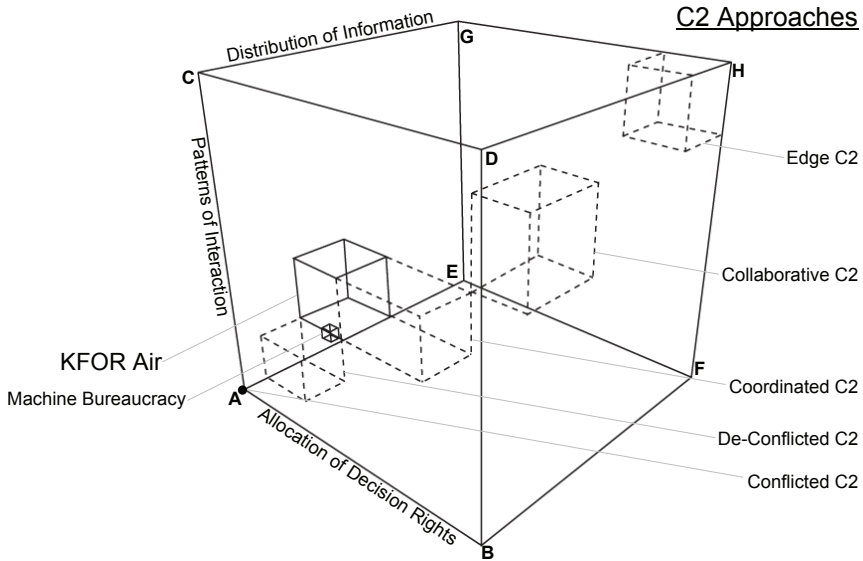 C2 Approaches
Distribution of Information
G
C
H
D
Edge C2
Patterns of Interaction
E
Collaborative C2
KFOR Air
F
Machine Bureaucracy
Coordinated C2
A
Allocation of Decision Rights
De-Conflicted C2
Conflicted C2
B